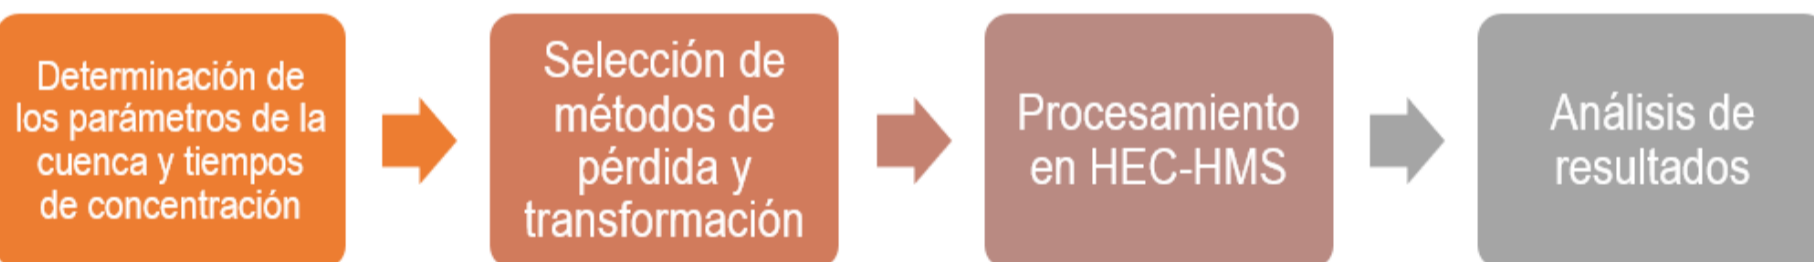 Determinación de
los parámetros de la
cuenca y tiempos
de concentración
Selección de
métodos de
pérdida y
transformación
Procesamiento
en HEC-HMS
Análisis de
resultados